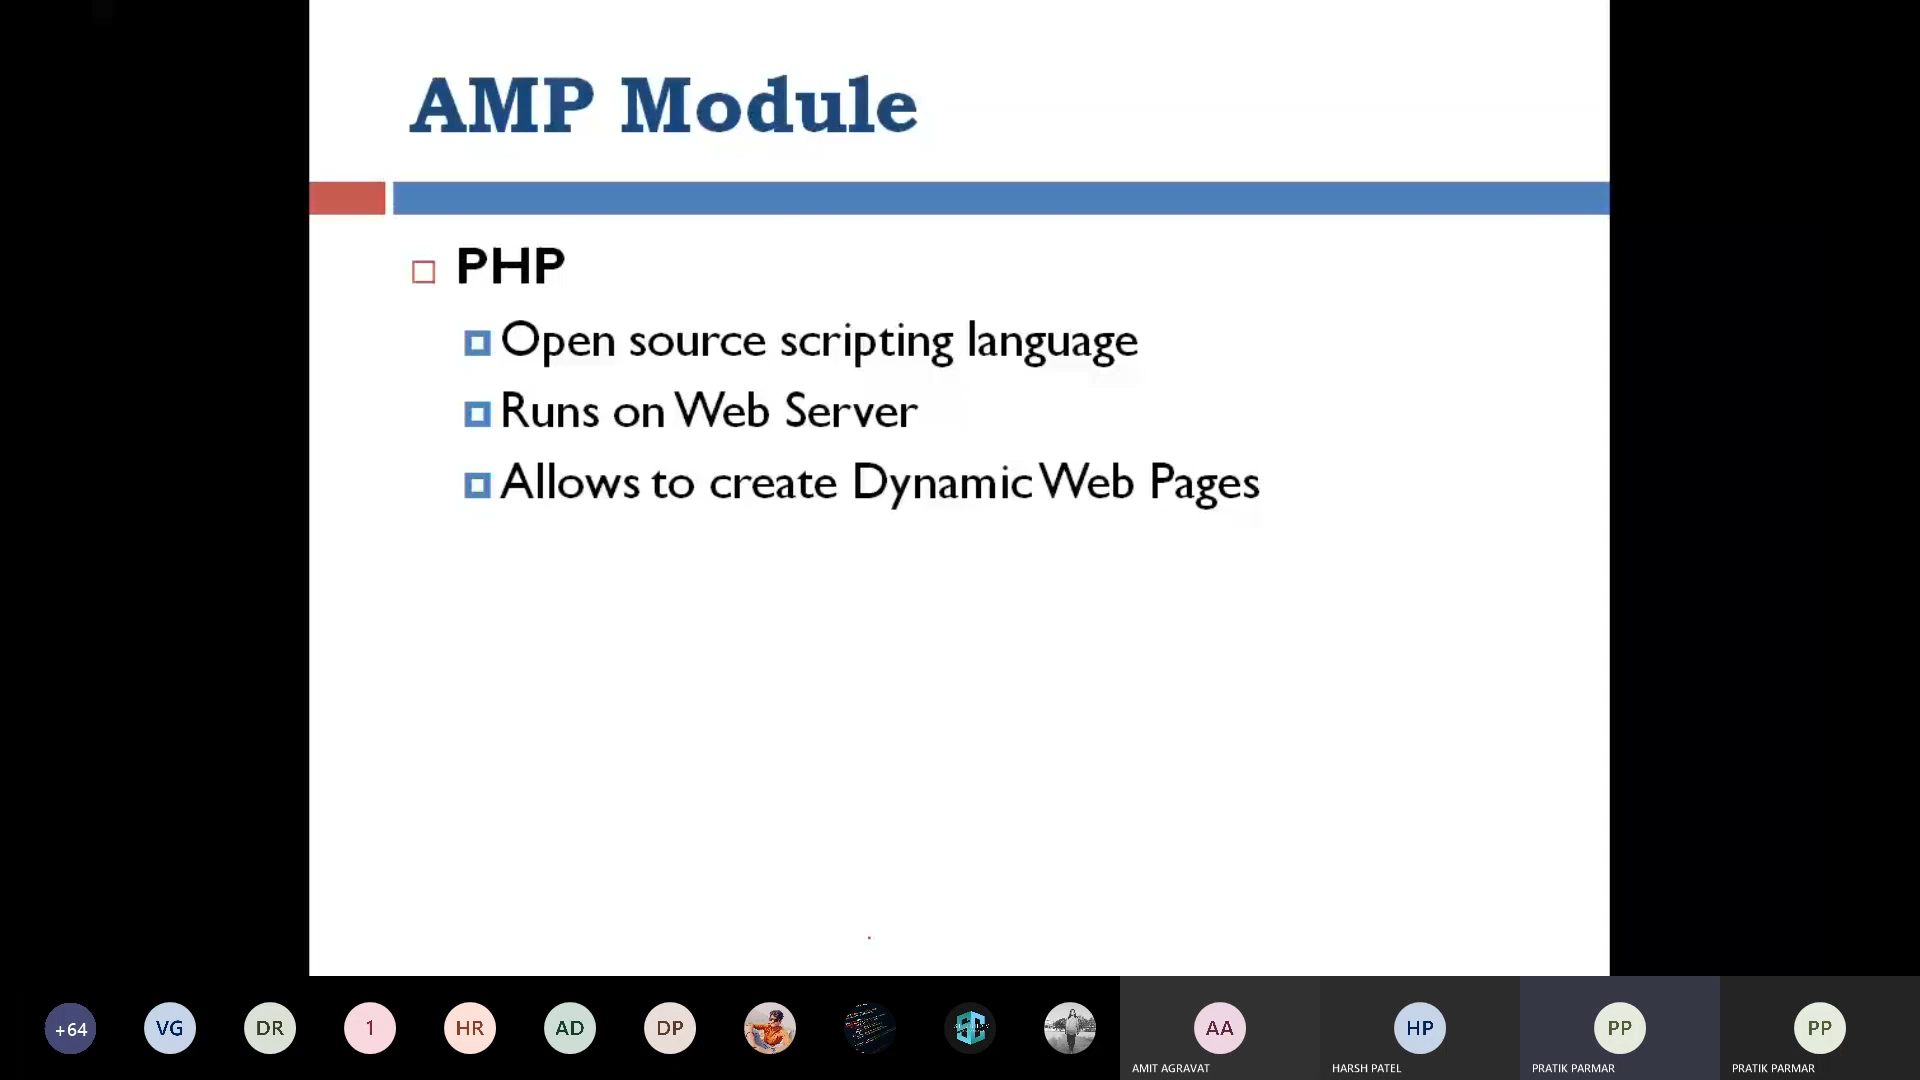 AMP Module
PHP
Open source scripting language
Runs on Web Server
Allows to create Dynamic Web Pages
+64
VG
DR
1
HR
AD
DP
AA
HP
PP
PP
AMIT AGRAVAT
HARSH PATEL
PRATIK PARMAR
PRATIK PARMAR